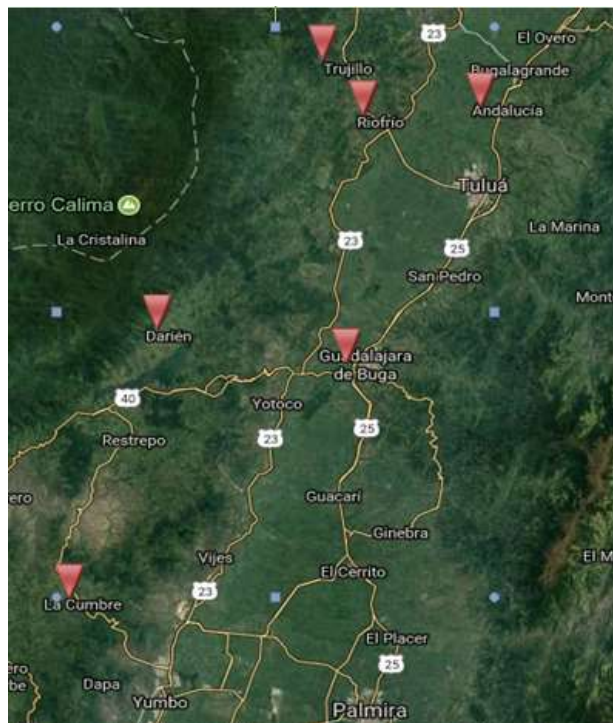 23
El Overo
Trujillo
Bugalagrande
Andalucía
Riofrío
Tuluá
erro Calima
La Cristalina
La Marina
23
25
San Pedro
Mont
Darién
Guadalajara
de Buga
40
Yotoco
25
Restrepo
23
ero
Guacarí
Ginebra
Vijes
El M
El Cerrito
23
La Cumbre
El Placer
25
ero
be
Dapa
Yumbo
Palmira